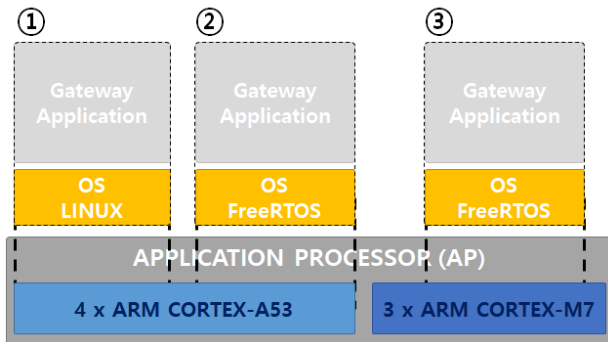 ① ② ③
Gateway
Application
Gateway
Application
Gateway
Application
OS
LINUX
OS
FreeRTOS
OS
FreeRTOS
APPLICATION PROCESSOR (AP)
4 x ARM CORTEX-A53
3 x ARM CORTEX-M7